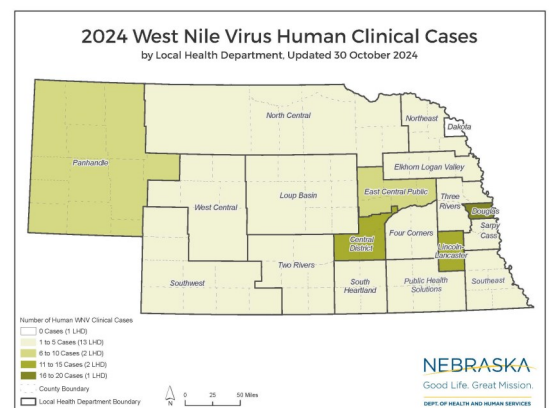 2024 West Nile Virus Human Clinical Cases
by Local Health Department, Updated 30 October 2024
North Central
Northeast
Dakota
Panhandle
Elkhorn Logan Valley
West Central
Loup Basin
East Central Public
Three
Rivers
Douglas
Sarpy
Cass
Central
District
Four Corners
Lincoln
Lancaster
Southwest
Two Rivers
South
Heartland
Public Health
Solutions
Southeast
Number of Human WNV Clinical Cases
0 Cases (1 LHD)
1 to 5 Cases (13 LHD)
6 to 10 Cases (2 LHD)
11 to 15 Cases (2 LHD)
16 to 20 Cases (1 LHD)
County Boundary
Local Health Department Boundary
N
0 25 50 Miles
NEBRASKA
Good Life. Great Mission.
DEPT. OF HEALTH AND HUMAN SERVICES